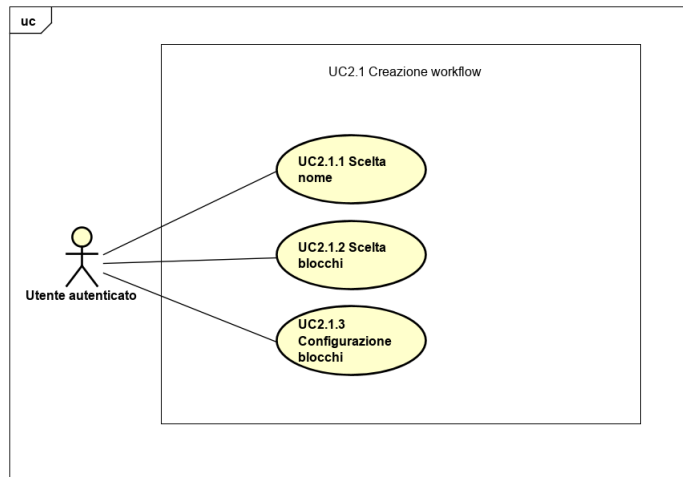 uc
UC2.1 Creazione workflow
UC2.1.1 Scelta
nome
UC2.1.2 Scelta
blocchi
Utente autenticato
UC2.1.3
Configurazione
blocchi